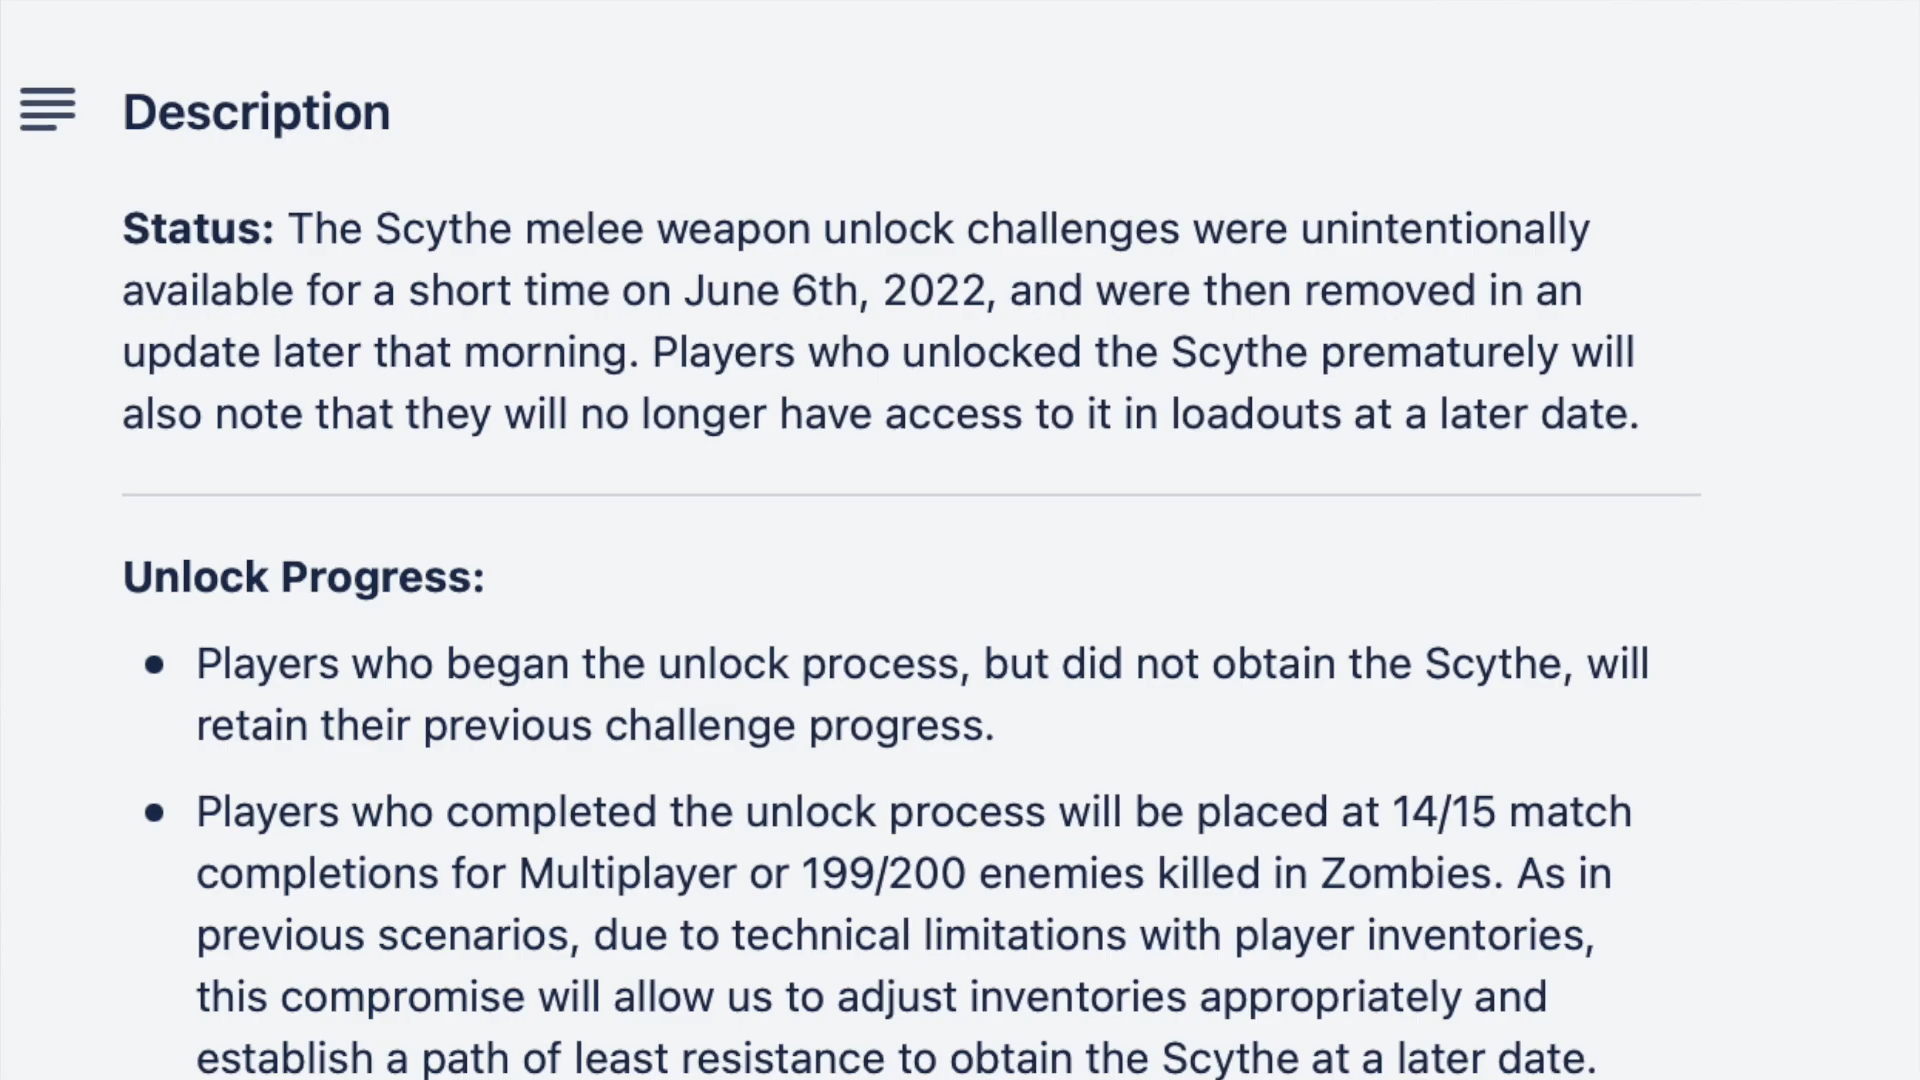 Description
Status: The Scythe melee weapon unlock challenges were unintentionally
available for a short time on June 6th, 2022, and were then removed in an
update later that morning. Players who unlocked the Scythe prematurely will
also note that they will no longer have access to it in loadouts at a later date.
Unlock Progress:
• Players who began the unlock process, but did not obtain the Scythe, will
retain their previous challenge progress.
• Players who completed the unlock process will be placed at 14/15 match
completions for Multiplayer or 199/200 enemies killed in Zombies. As in
previous scenarios, due to technical limitations with player inventories,
this compromise will allow us to adjust inventories appropriately and
establish a path of least resistance to obtain the Scythe at a later date.